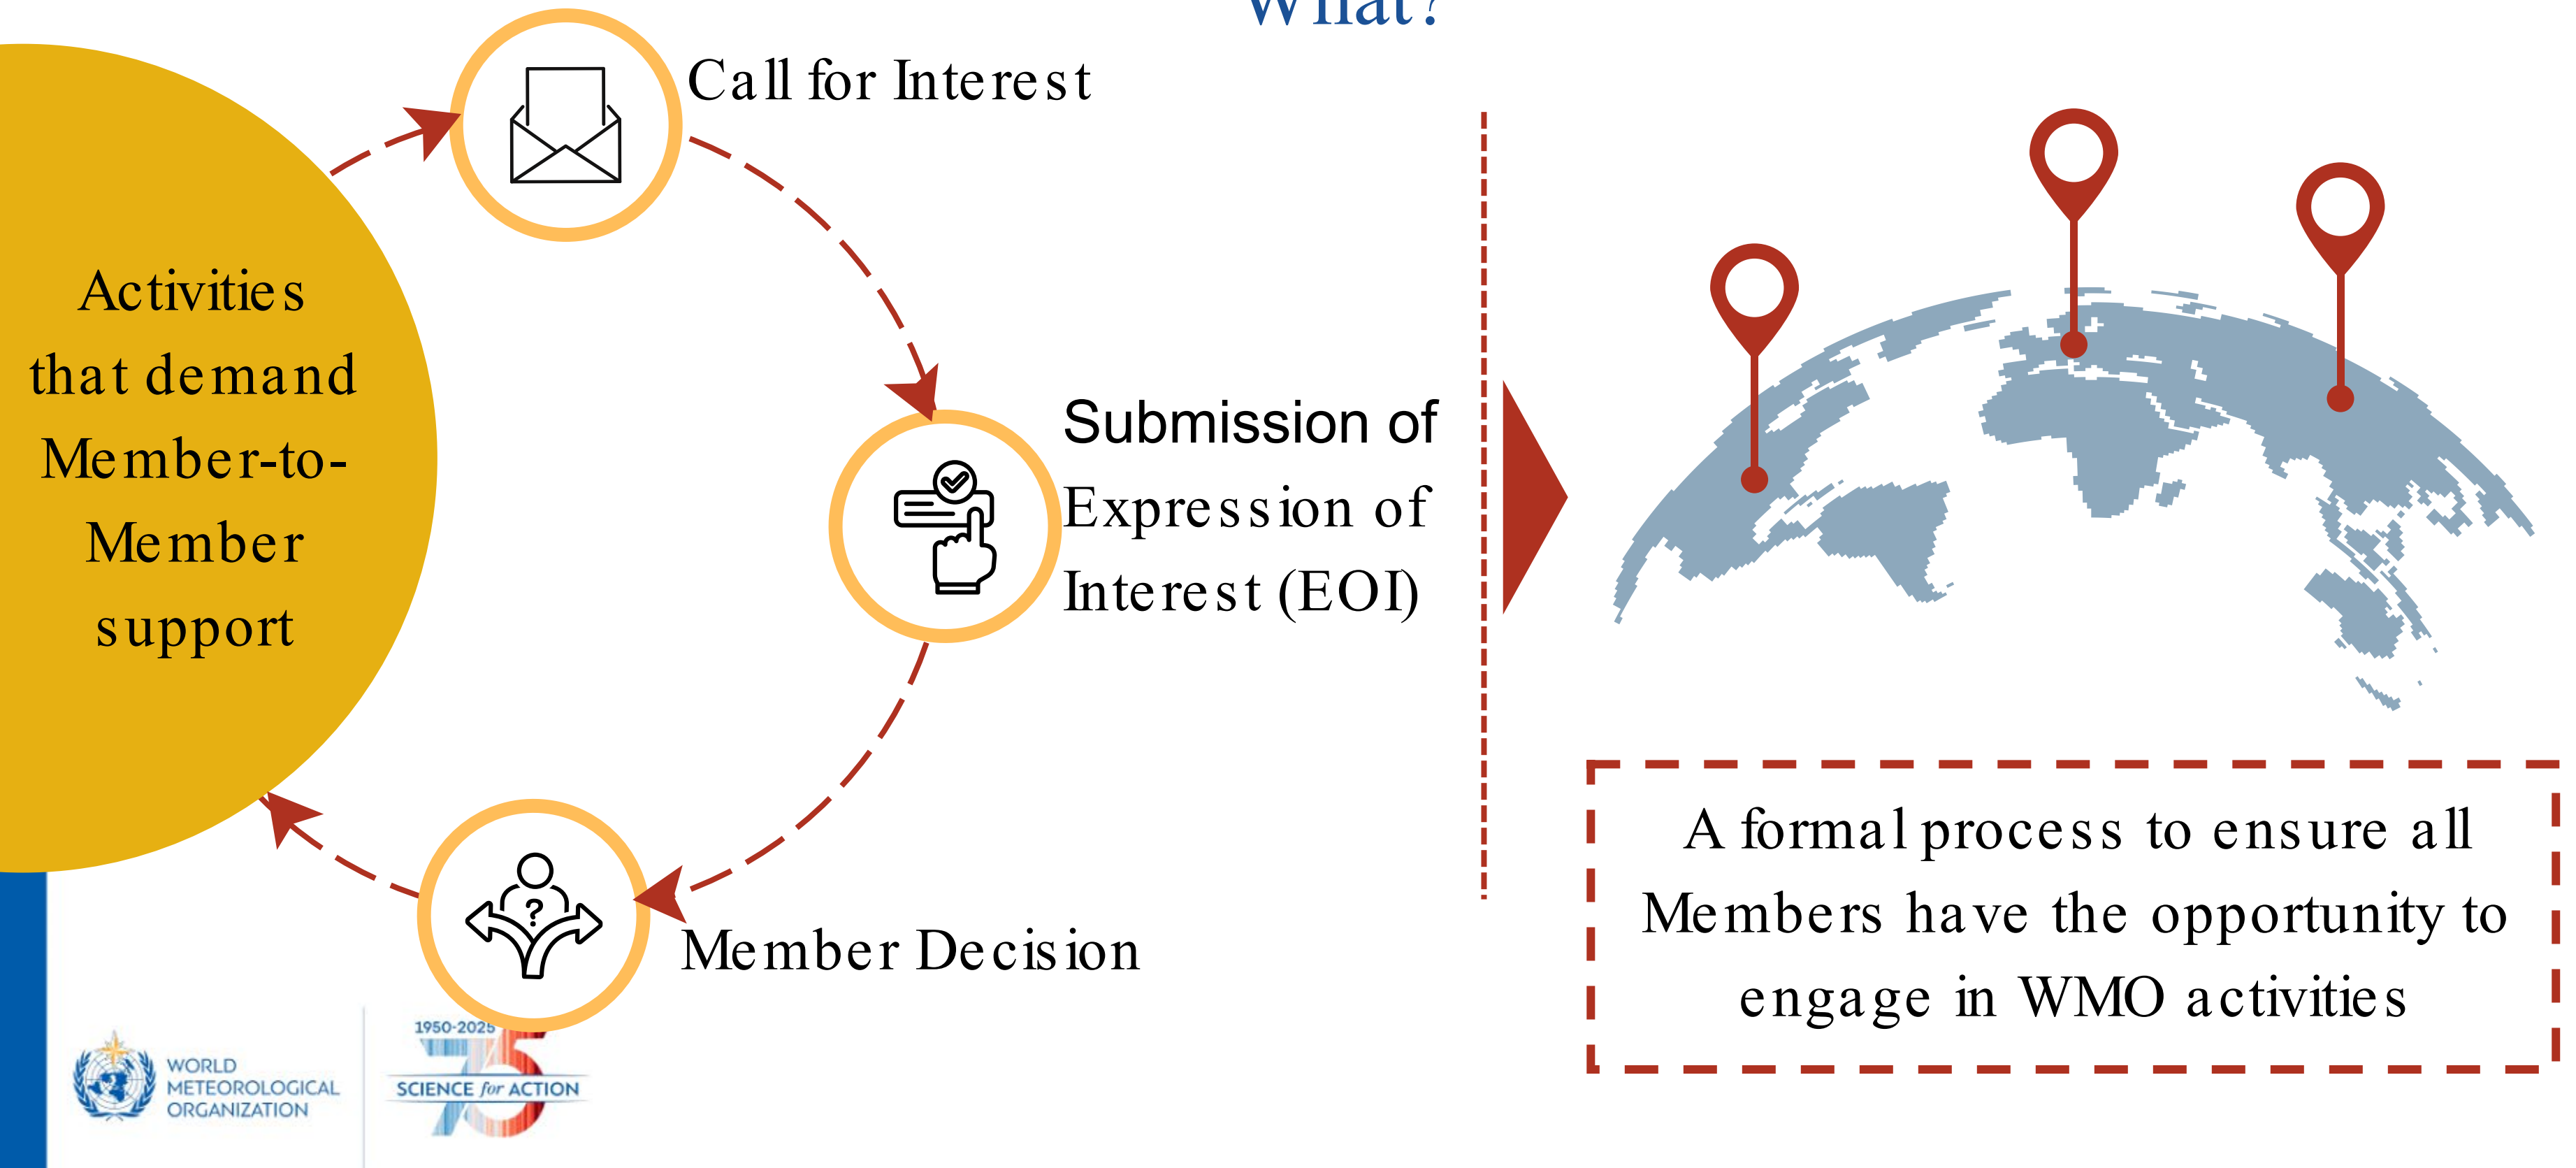 What?
Call for Interest
Activities
that demand
Member-to-
Member
support
Submission of
Expression of
Interest (EOI)
?
Member Decision
A formal process to ensure all
Members have the opportunity to
engage in WMO activities
WORLD
METEOROLOGICAL
ORGANIZATION
1950-2025
75
SCIENCE for ACTION